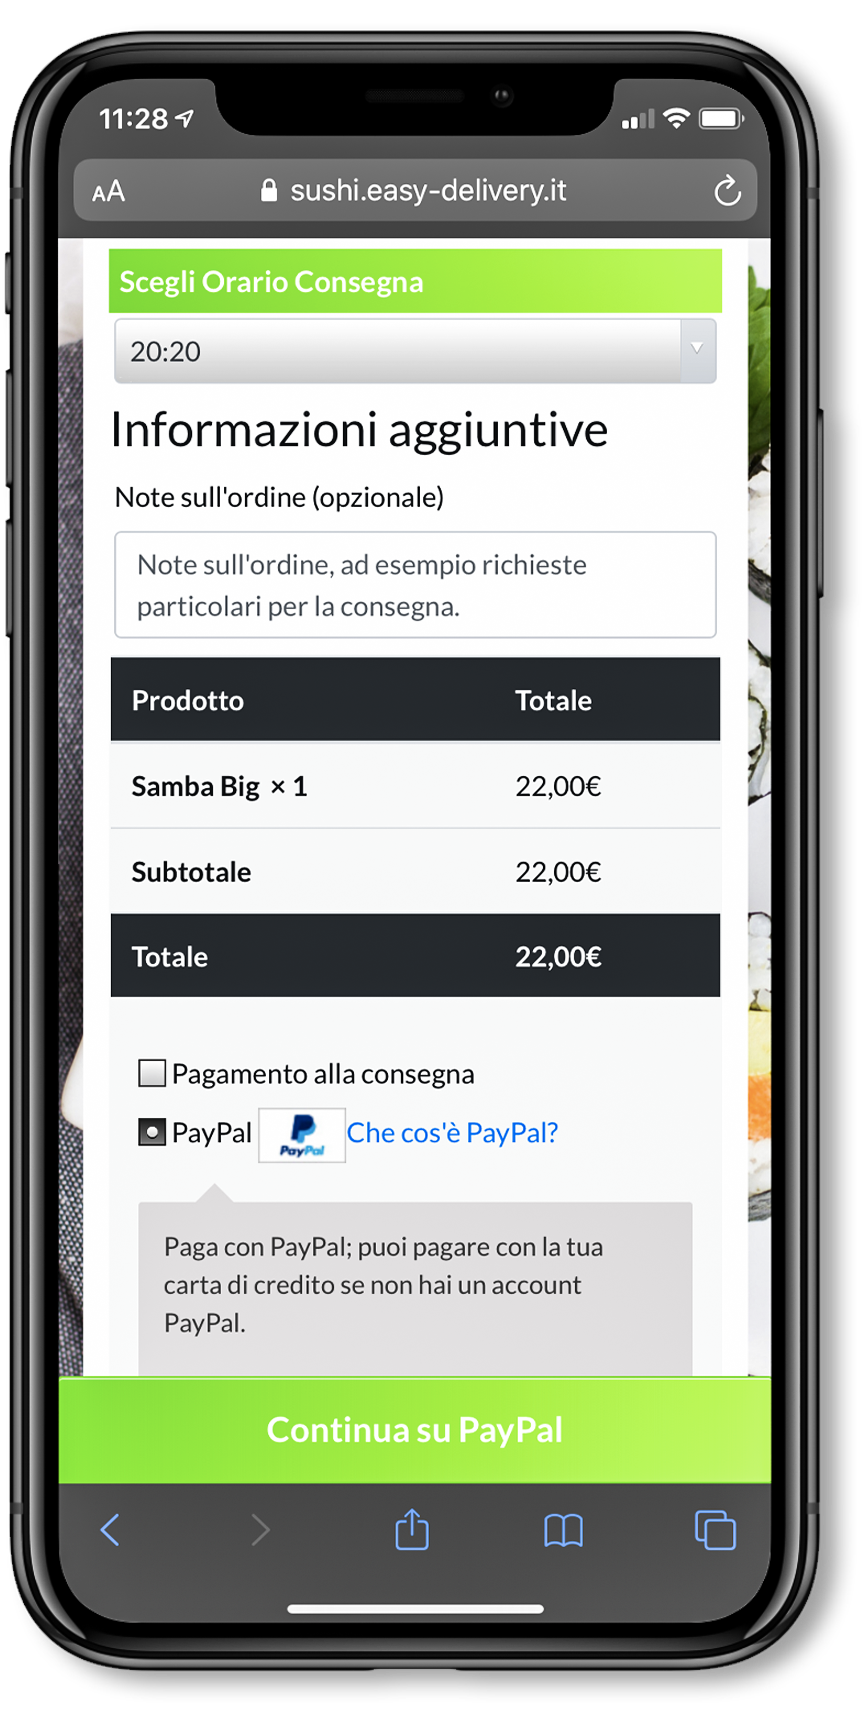 11:28
AA sushi.easy-delivery.it
Scegli Orario Consegna
20:20
Informazioni aggiuntive
Note sull'ordine (opzionale)
Note sull'ordine, ad esempio richieste
particolari per la consegna.
Prodotto Totale
Samba Big × 1 22,00€
Subtotale 22,00€
Totale 22,00€
Pagamento alla consegna
PayPal PayPal Che cos'è PayPal?
Paga con PayPal; puoi pagare con la tua
carta di credito se non hai un account
PayPal.
Continua su PayPal